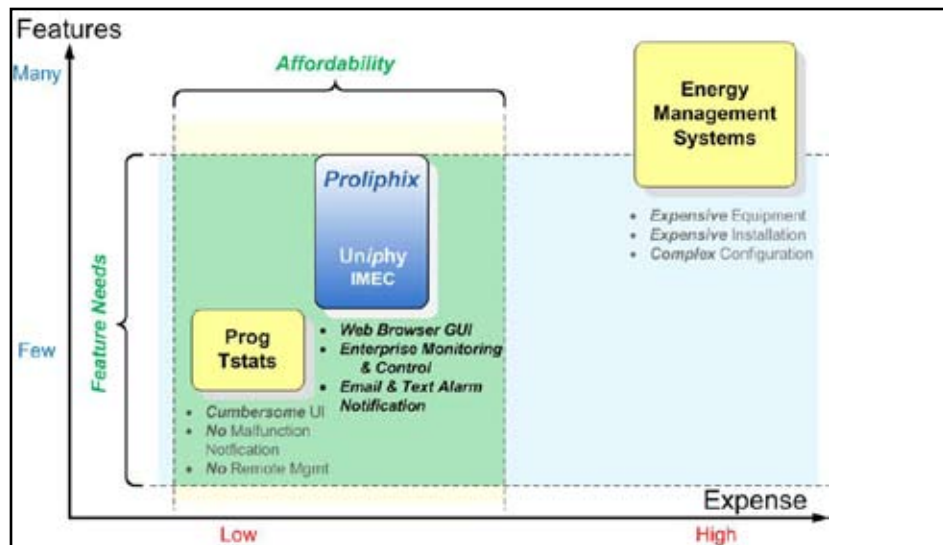 Features
Many
Affordability
Energy
Management
Systems
Proliphix
Uniphy
IMEC
• Expensive Equipment
• Expensive Installation
• Complex Configuration
Feature Needs
Few
Prog
Tstats
• Web Browser GUI
• Enterprise Monitoring
& Control
• Email & Text Alarm
Notification
• Cumbersome UI
• No Malfunction
Notfication
• No Remote Mgmt
Expense
Low
High